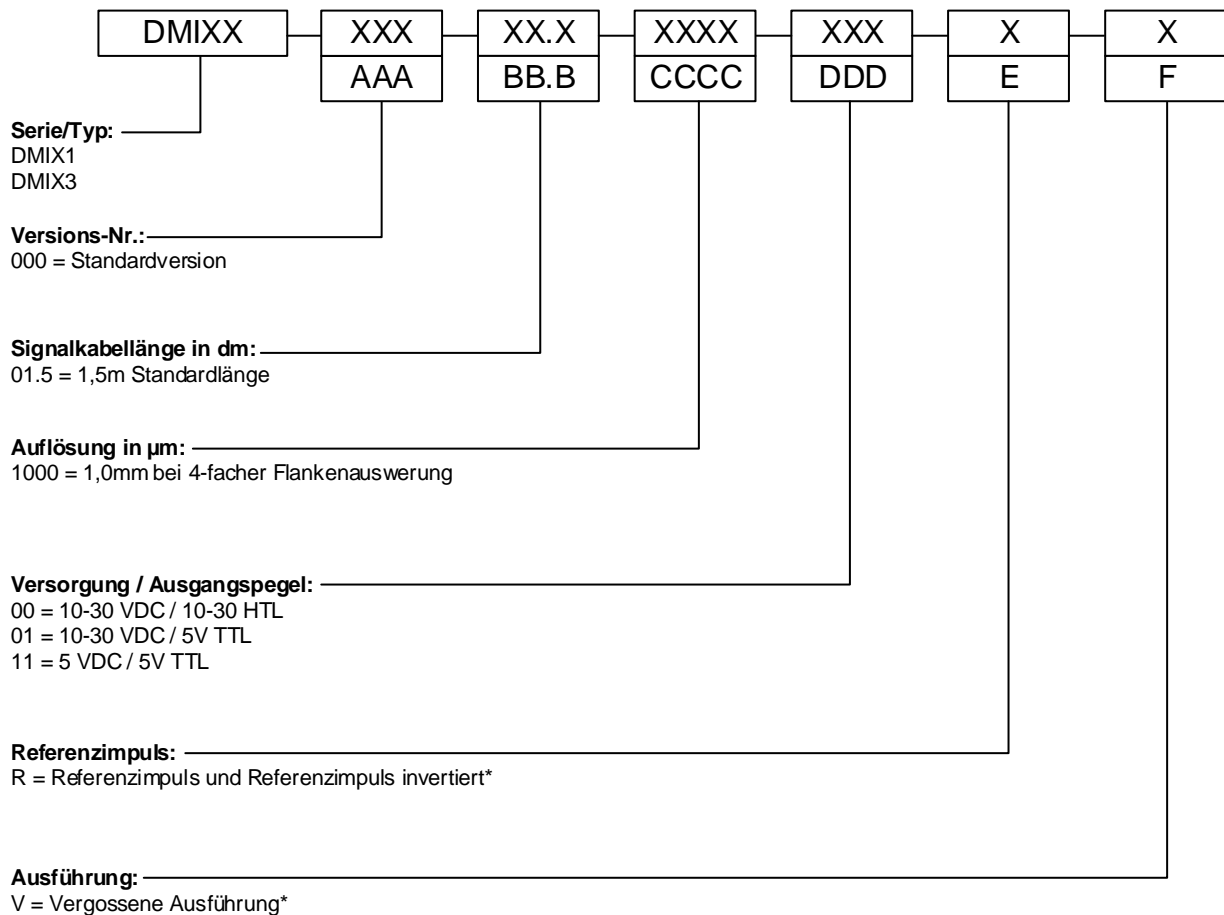 DMIXX XXX XX.X XXXX XXX X X
AAA BB.B CCCC DDD E F
Serie/Typ:
DMIX1
DMIX3
Versions-Nr.:
000 = Standardversion
Signalkabellänge in dm:
01.5 = 1,5m Standardlänge
Auflösung in µm:
1000 = 1,0mm bei 4-facher Flankenauswerung
Versorgung / Ausgangspegel:
00 = 10-30 VDC / 10-30 HTL
01 = 10-30 VDC / 5V TTL
11 = 5 VDC / 5V TTL
Referenzimpuls:
R = Referenzimpuls und Referenzimpuls invertiert*
Ausführung:
V = Vergossene Ausführung*